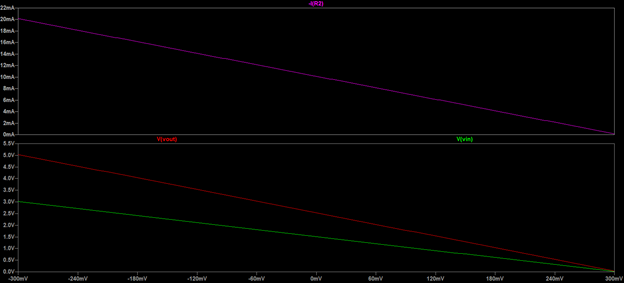 -I(R2)
22mA
20mA
18mA
16mA
14mA
12mA
10mA
8mA
6mA
4mA
2mA
0mA
V(vout) V(vin)
5.5V
5.0V
4.5V
4.0V
3.5V
3.0V
2.5V
2.0V
1.5V
1.0V
0.5V
0.0V
-300mV -240mV -180mV -120mV -60mV 0mV 60mV 120mV 180mV 240mV 300mV